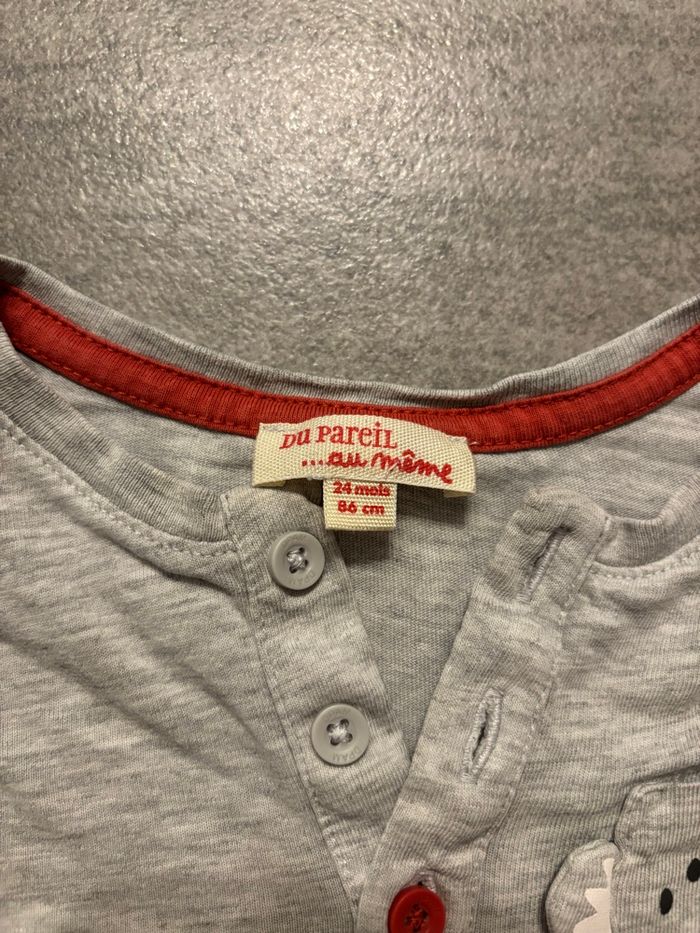 Du Pareil
....au même
24 mois
86 cm